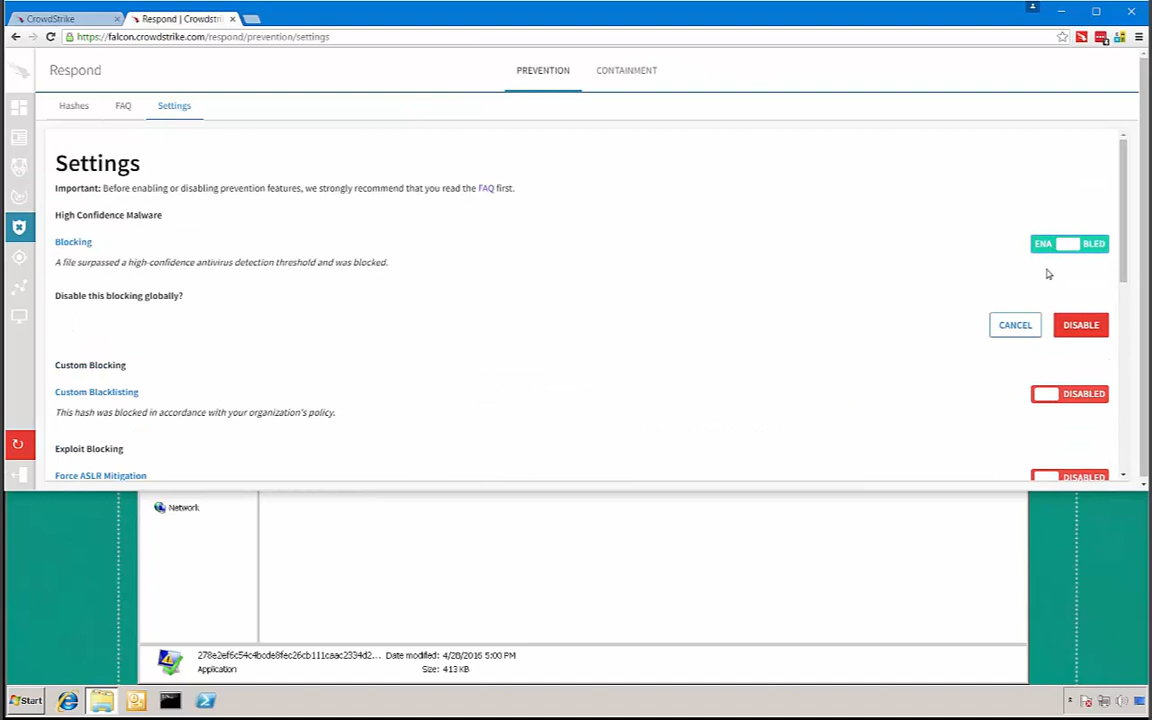 CrowdStrike
Respond | Crowdstri
https://falcon.crowdstrike.com/respond/prevention/settings
Respond
PREVENTION
CONTAINMENT
Hashes
FAQ
Settings
Settings
Important: Before enabling or disabling prevention features, we strongly recommend that you read the FAQ first.
High Confidence Malware
Blocking
ENA BLED
A file surpassed a high-confidence antivirus detection threshold and was blocked.
Disable this blocking globally?
CANCEL
DISABLE
Custom Blocking
Custom Blacklisting
DISABLED
This hash was blocked in accordance with your organization's policy.
Exploit Blocking
Force ASLR Mitigation
DISABLED
Network
Date modified: 4/28/2016 5:00 PM
Application
Size: 413 KB
Start